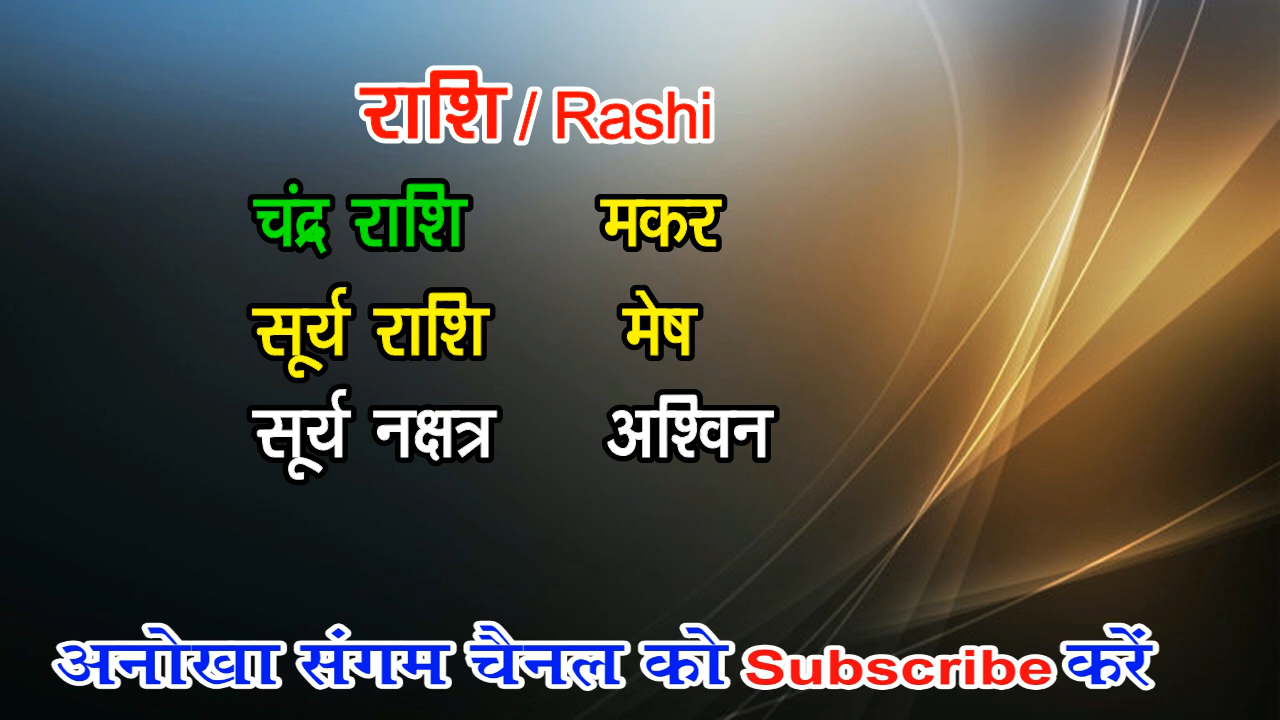 राशि / Rashi
चंद्र राशि मकर
सूर्य राशि मेष
सूर्य नक्षत्र अश्विन
अनोखा संगम चैनल को Subscribe करें